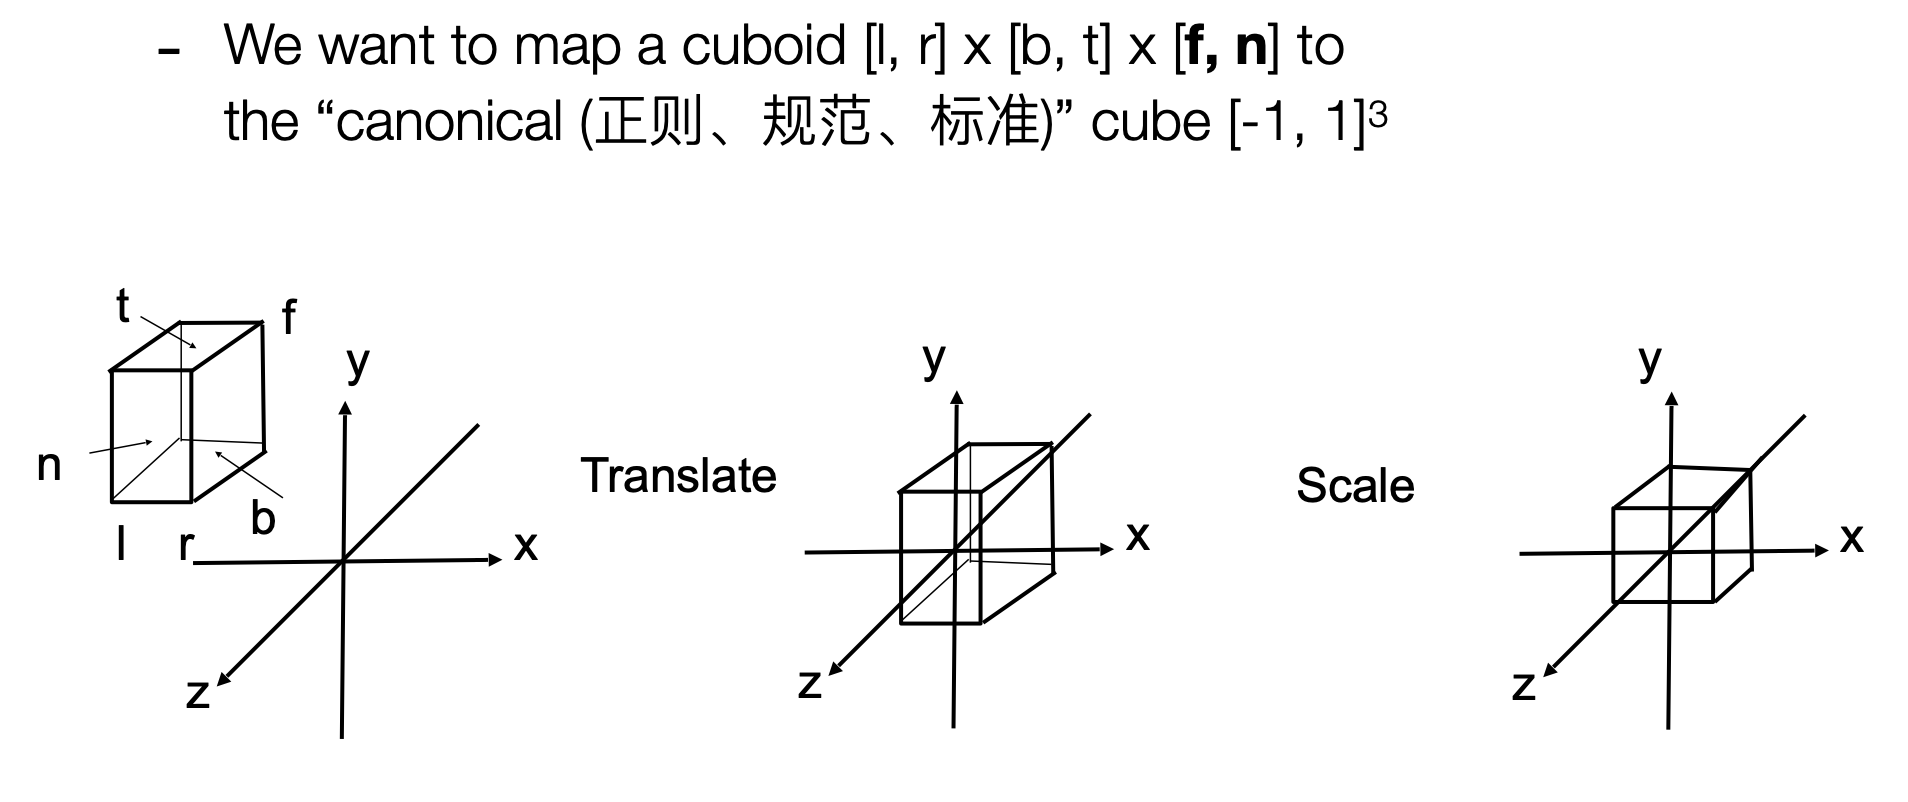 - We want to map a cuboid [l, r] x [b, t] x [f, n] to
the “canonical (正则、规范、标准)” cube [-1, 1]³
t
f
n
l
r
b
y
x
z
Translate
y
x
z
Scale
y
x
z